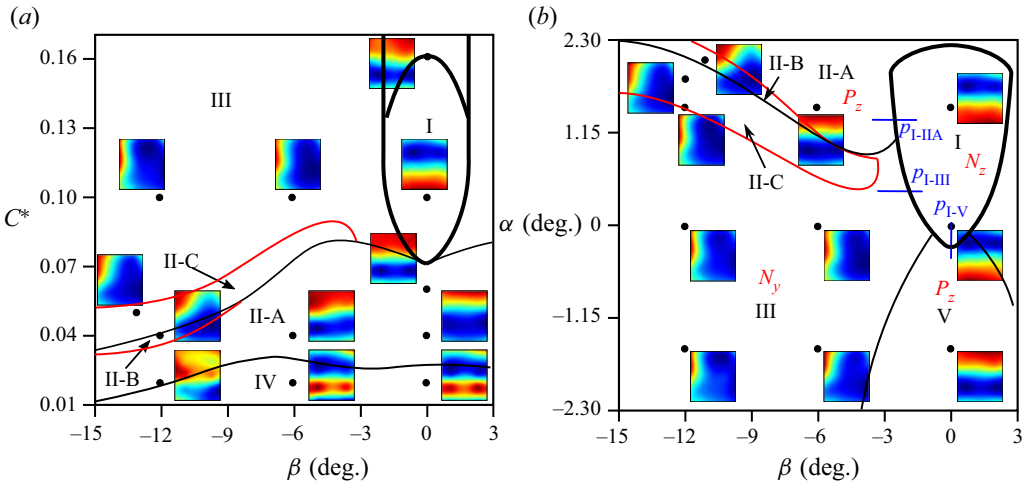 (a)
(b)
0.16
0.13
0.10
0.07
0.04
0.01
C*
III
I
II-C
II-A
II-B
IV
−15
−12
−9
−6
−3
0
3
β (deg.)
2.30
1.15
0
−1.15
−2.30
α (deg.)
II-B
II-A
P_z
p_I-IIA
I
N_z
II-C
p_I-III
p_I-V
N_y
III
P_z
V
−15
−12
−9
−6
−3
0
3
β (deg.)